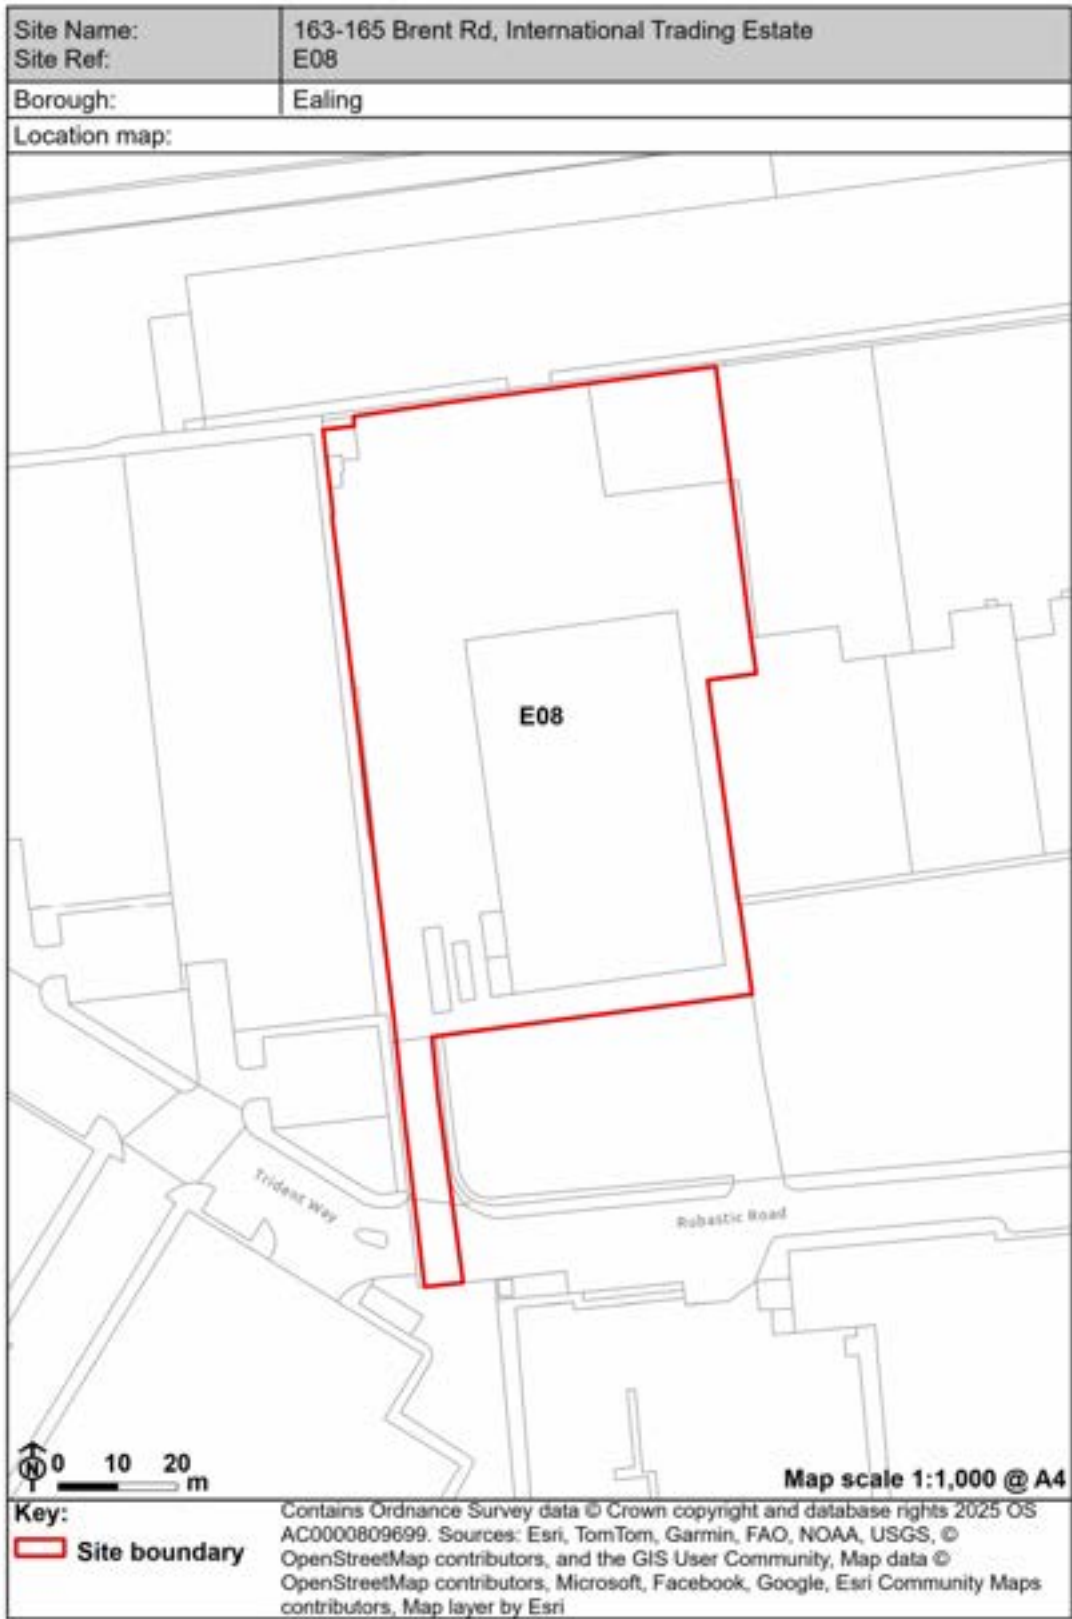 Site Name: 163-165 Brent Rd, International Trading Estate
Site Ref: E08
Borough: Ealing
Location map:
E08
Trident Way
Rubastic Road
N 0 10 20 m
Map scale 1:1,000 @ A4
Key:
Site boundary
Contains Ordnance Survey data © Crown copyright and database rights 2025 OS
AC0000809699. Sources: Esri, TomTom, Garmin, FAO, NOAA, USGS, ©
OpenStreetMap contributors, and the GIS User Community, Map data ©
OpenStreetMap contributors, Microsoft, Facebook, Google, Esri Community Maps
contributors, Map layer by Esri